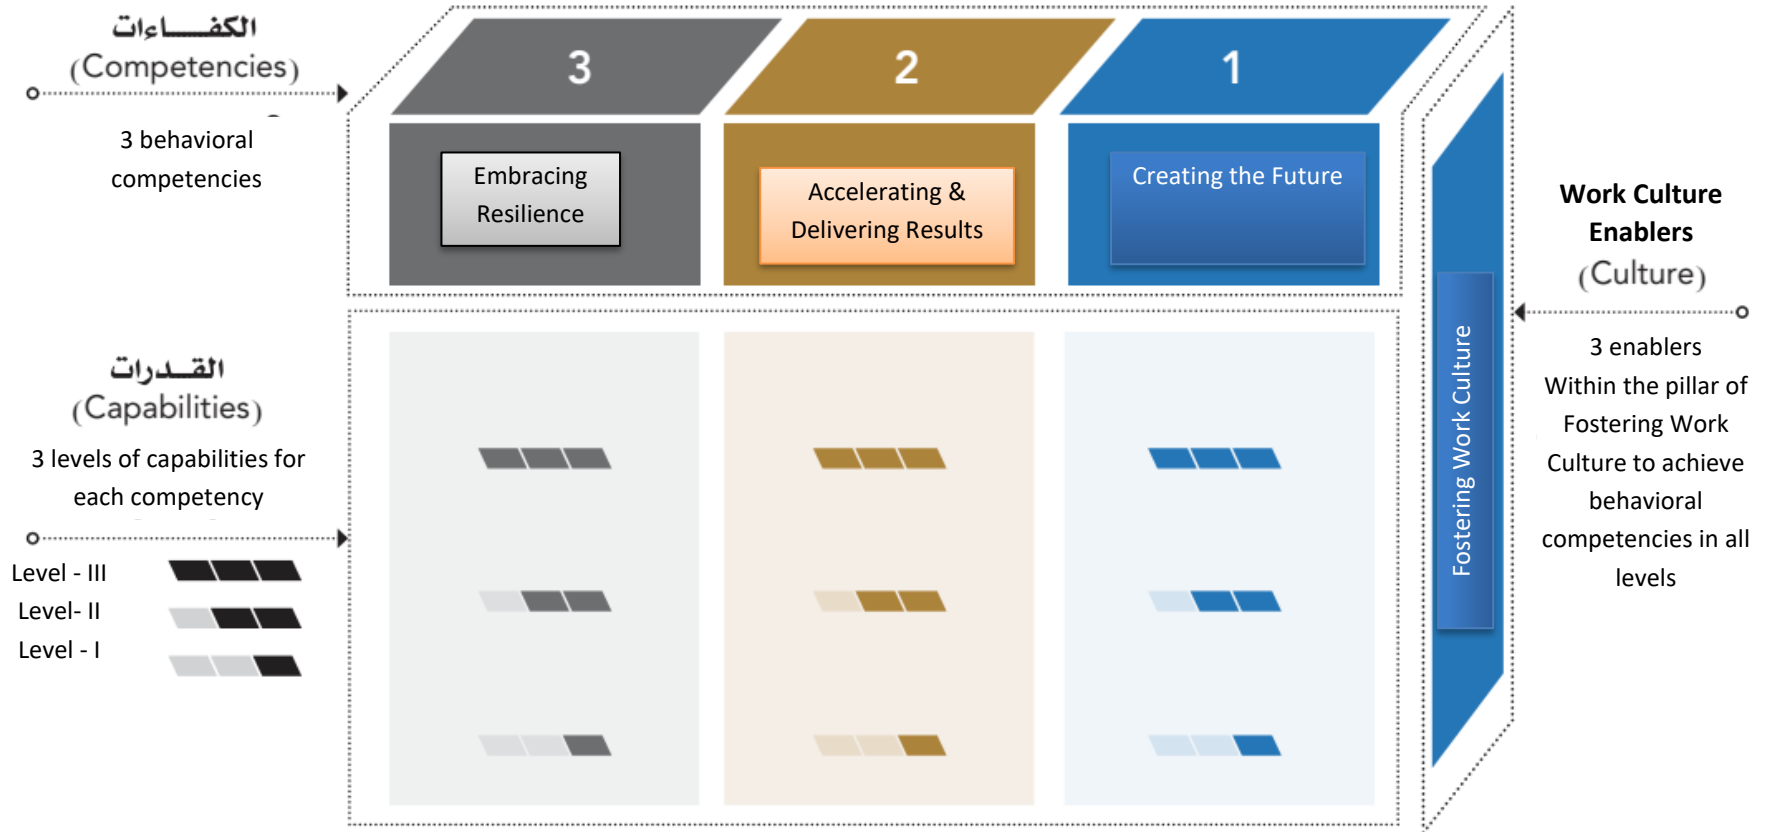 الكفــــاءات
(Competencies)
3 behavioral
competencies
3
2
1
Embracing
Resilience
Accelerating &
Delivering Results
Creating the Future
Work Culture
Enablers
(Culture)
3 enablers
Within the pillar of
Fostering Work
Culture to achieve
behavioral
competencies in all
levels
Fostering Work Culture
القــدرات
(Capabilities)
3 levels of capabilities for
each competency
Level - III
Level- II
Level - I